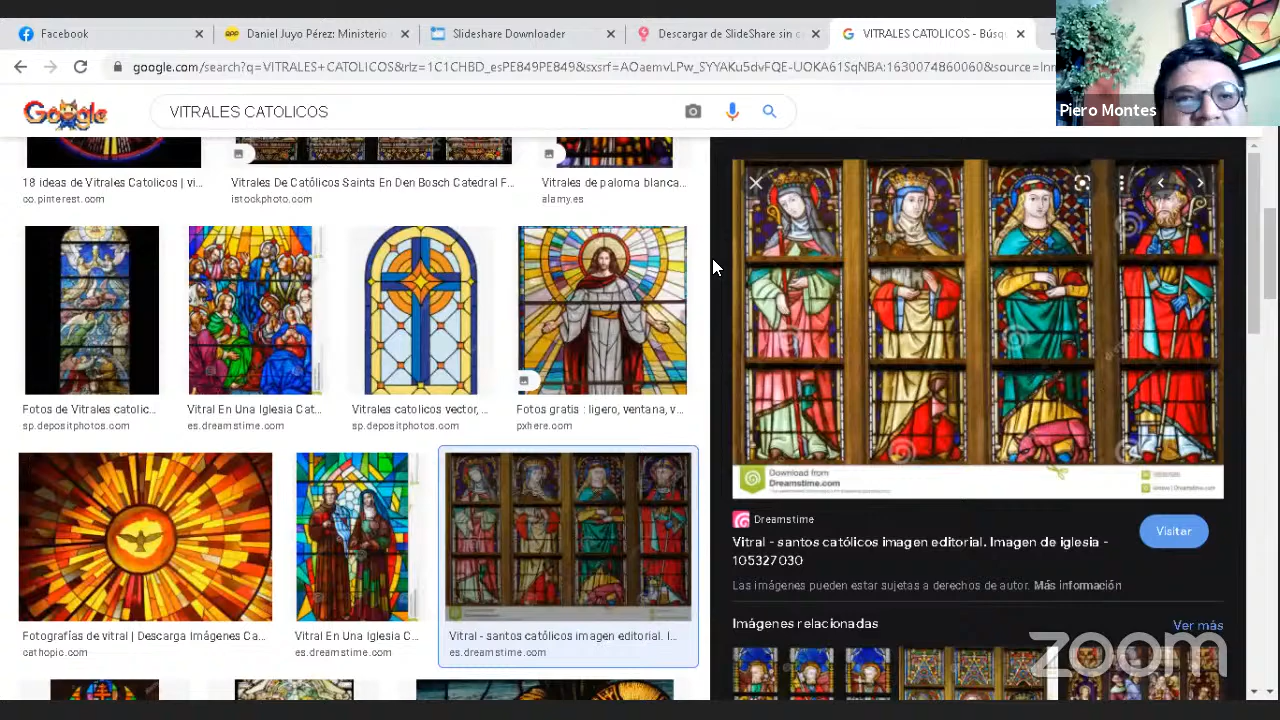 Facebook
Daniel Juyo Pérez: Ministerio
Slideshare Downloader
Descargar de SlideShare sin c
VITRALES CATOLICOS - Búsq
google.com/search?q=VITRALES+CATOLICOS&rlz=1C1CHBD_esPE849PE849&sxsrf=AOaemvLPw_SYYAKu5dvFQE-UOKA61SqNBA:1630074860060&source=lnm
Piero Montes
Google
VITRALES CATOLICOS
18 ideas de Vitrales Catolicos | vi...
co.pinterest.com
Vitrales De Católicos Saints En Den Bosch Catedral F...
istockphoto.com
Vitrales de paloma blanca...
alamy.es
Fotos de Vitrales catolic...
sp.depositphotos.com
Vitral En Una Iglesia Cat...
es.dreamstime.com
Vitrales catolicos vector, ...
sp.depositphotos.com
Fotos gratis : ligero, ventana, v...
pxhere.com
Fotografías de vitral | Descarga Imágenes Ca...
cathopic.com
Vitral En Una Iglesia C...
es.dreamstime.com
Vitral - santos católicos imagen editorial. I...
es.dreamstime.com
Download from
Dreamstime.com
Dreamstime
Visitar
Vitral - santos católicos imagen editorial. Imagen de iglesia -
105327030
Las imágenes pueden estar sujetas a derechos de autor. Más información
Imágenes relacionadas
Ver más
zoom